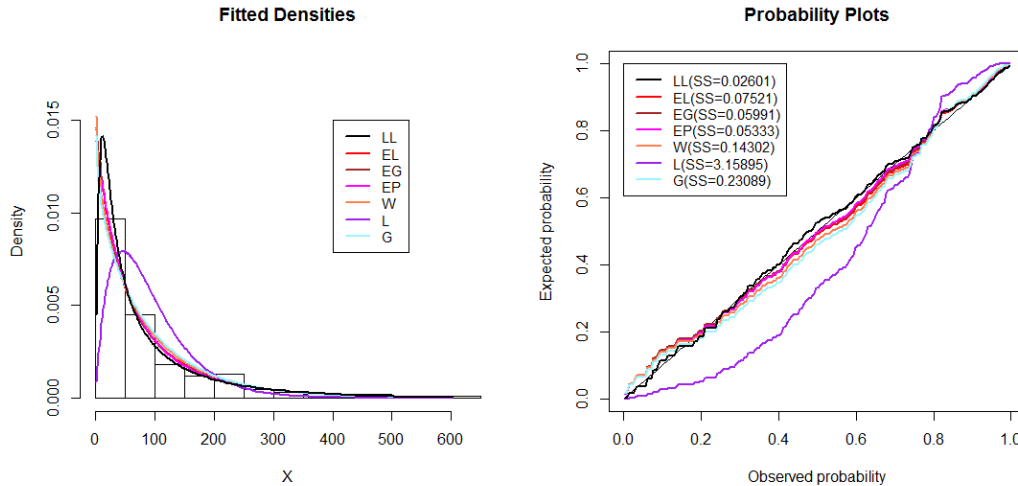 Fitted Densities
Density
0.000
0.005
0.010
0.015
LL
EL
EG
EP
W
L
G
0 100 200 300 400 500 600
X
Probability Plots
Expected probability
0.0
0.2
0.4
0.6
0.8
1.0
LL(SS=0.02601)
EL(SS=0.07521)
EG(SS=0.05991)
EP(SS=0.05333)
W(SS=0.14302)
L(SS=3.15895)
G(SS=0.23089)
0.0 0.2 0.4 0.6 0.8 1.0
Observed probability